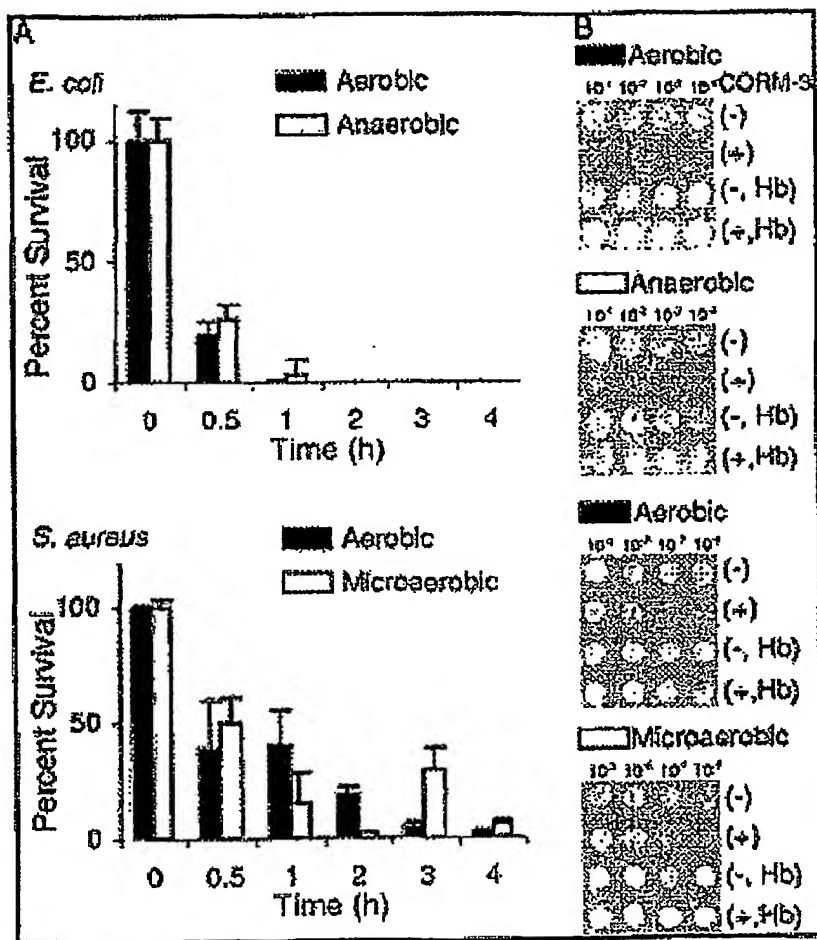 A
E. coli
Aerobic
Anaerobic
Percent Survival
100
50
0
0 0.5 1 2 3 4
Time (h)
S. aureus
Aerobic
Microaerobic
Percent Survival
100
50
0
0 0.5 1 2 3 4
Time (h)
B
Aerobic
CORM-3
(-)
(+)
(-, Hb)
(+,Hb)
Anaerobic
(-)
(+)
(-, Hb)
(+,Hb)
Aerobic
(-)
(+)
(-, Hb)
(+,Hb)
Microaerobic
(-)
(+)
(-, Hb)
(+,Hb)